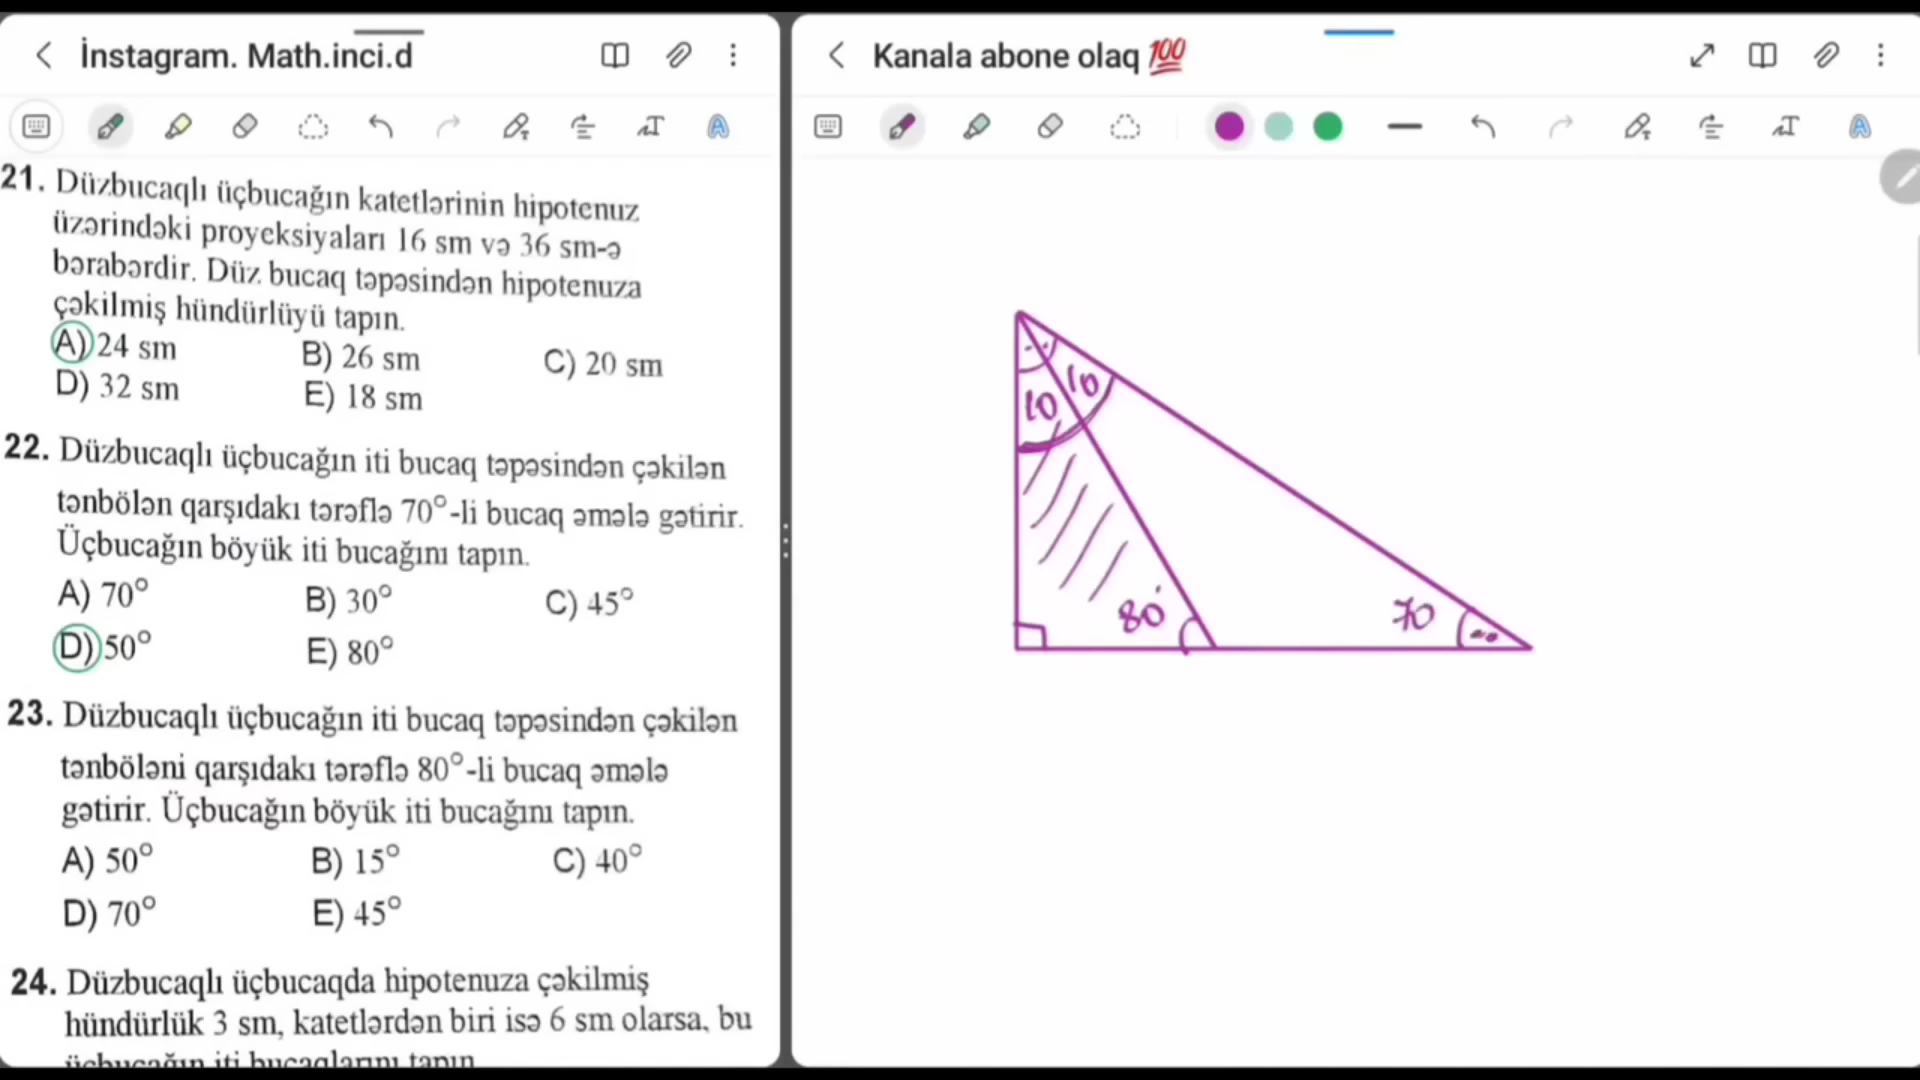 İnstagram. Math.inci.d
21. Düzbucaqlı üçbucağın katetlərinin hipotenuz
üzərindəki proyeksiyaları 16 sm və 36 sm-ə
bərabərdir. Düz bucaq təpəsindən hipotenuza
çəkilmiş hündürlüyü tapın.
A) 24 sm B) 26 sm C) 20 sm
D) 32 sm E) 18 sm
22. Düzbucaqlı üçbucağın iti bucaq təpəsindən çəkilən
tənbölən qarşıdakı tərəflə 70°-li bucaq əmələ gətirir.
Üçbucağın böyük iti bucağını tapın.
A) 70° B) 30° C) 45°
D) 50° E) 80°
23. Düzbucaqlı üçbucağın iti bucaq təpəsindən çəkilən
tənböləni qarşıdakı tərəflə 80°-li bucaq əmələ
gətirir. Üçbucağın böyük iti bucağını tapın.
A) 50° B) 15° C) 40°
D) 70° E) 45°
24. Düzbucaqlı üçbucaqda hipotenuza çəkilmiş
hündürlük 3 sm, katetlərdən biri isə 6 sm olarsa, bu
üçbucağın iti bucaqlarını tapın
Kanala abone olaq 💯
10
10
80°
70